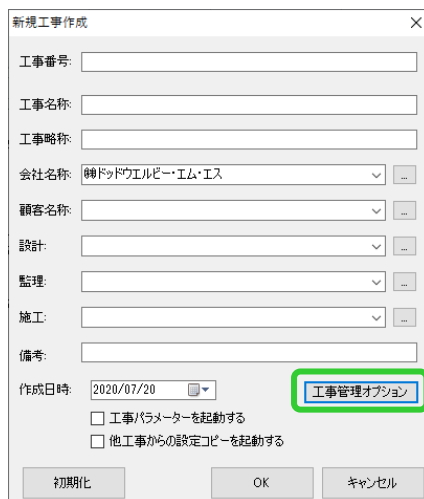 新規工事作成
工事番号:
工事名称:
工事略称:
会社名称: ㈱ドッドウエルビー・エム・エス ...
顧客名称: ...
設計: ...
監理: ...
施工: ...
備考:
作成日時: 2020/07/20 工事管理オプション
工事パラメーターを起動する
他工事からの設定コピーを起動する
初期化 OK キャンセル